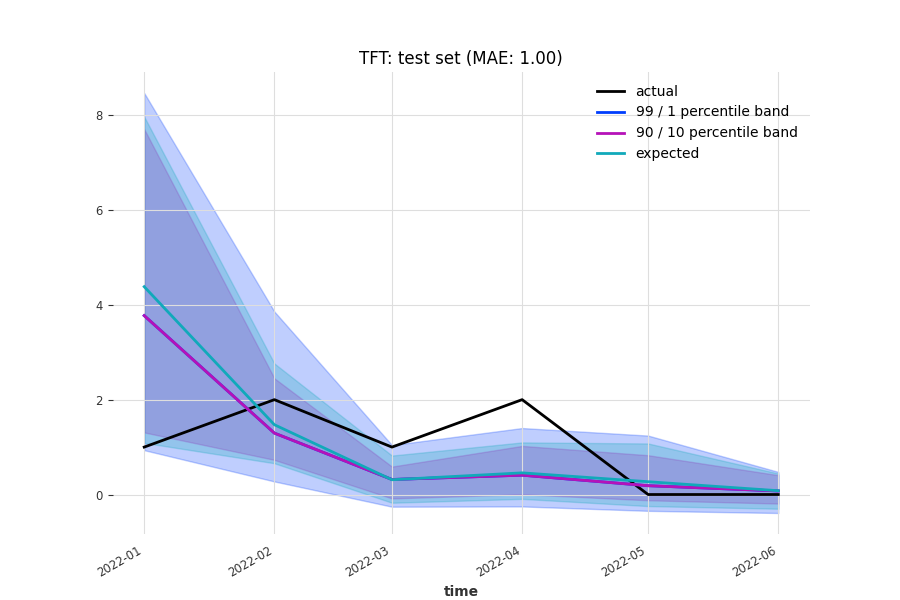 TFT: test set (MAE: 1.00)
actual
99 / 1 percentile band
90 / 10 percentile band
expected
8
6
4
2
0
2022-01
2022-02
2022-03
2022-04
2022-05
2022-06
time